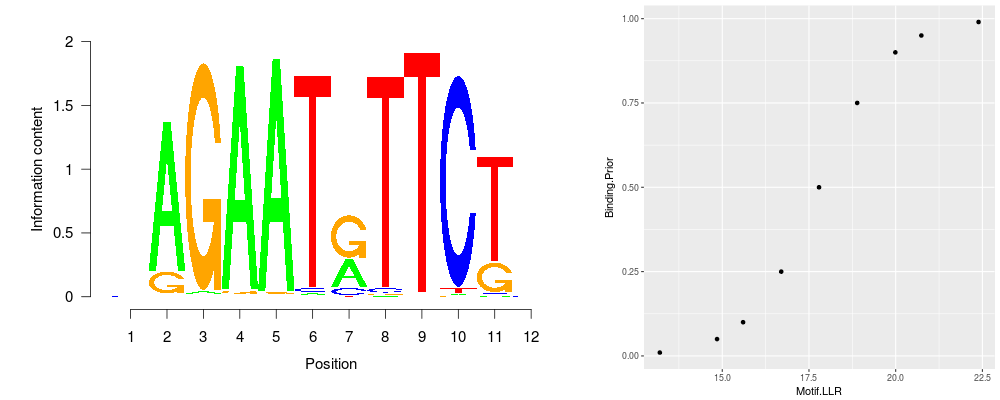 Information content
2
1.5
1
0.5
0
A G A A T G T T C T
G A G
1 2 3 4 5 6 7 8 9 10 11 12
Position
Binding.Prior
1.00
0.75
0.50
0.25
0.00
15.0 17.5 20.0 22.5
Motif.LLR